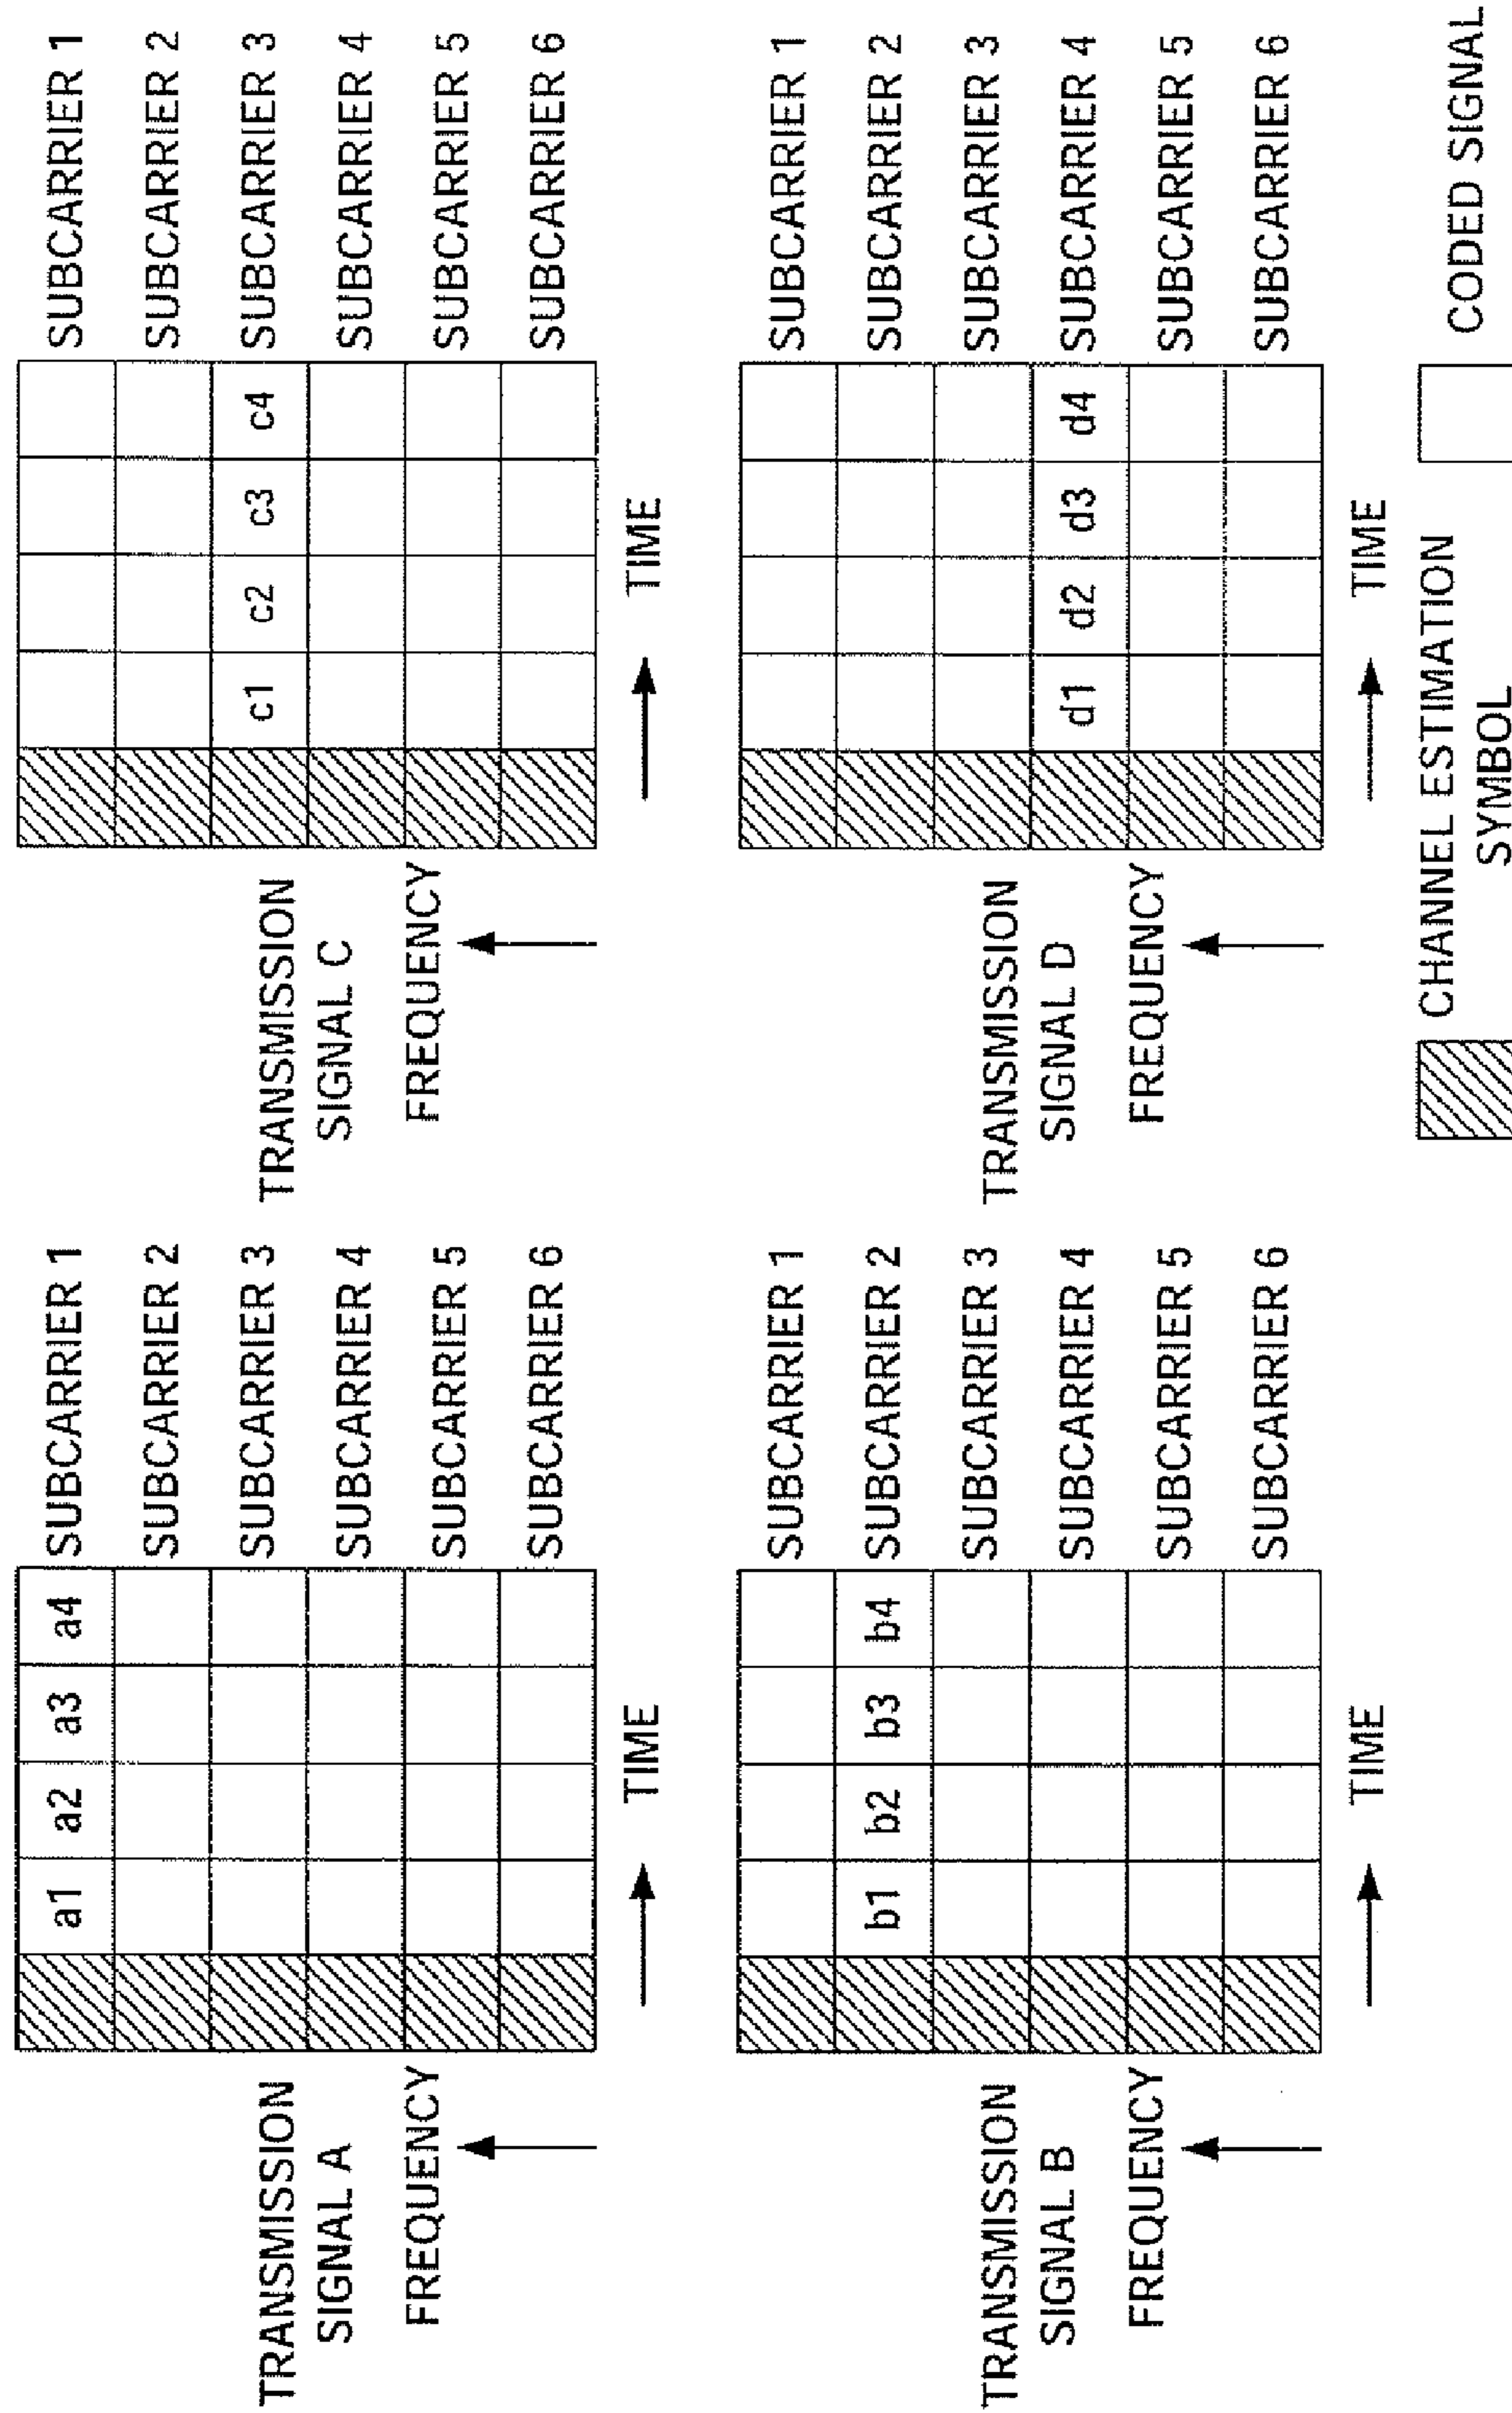 TRANSMISSION
SIGNAL A
FREQUENCY
a1 a2 a3 a4
SUBCARRIER 1
SUBCARRIER 2
SUBCARRIER 3
SUBCARRIER 4
SUBCARRIER 5
SUBCARRIER 6
TIME
TRANSMISSION
SIGNAL C
FREQUENCY
c1 c2 c3 c4
SUBCARRIER 1
SUBCARRIER 2
SUBCARRIER 3
SUBCARRIER 4
SUBCARRIER 5
SUBCARRIER 6
TIME
TRANSMISSION
SIGNAL B
FREQUENCY
b1 b2 b3 b4
SUBCARRIER 1
SUBCARRIER 2
SUBCARRIER 3
SUBCARRIER 4
SUBCARRIER 5
SUBCARRIER 6
TIME
TRANSMISSION
SIGNAL D
FREQUENCY
d1 d2 d3 d4
SUBCARRIER 1
SUBCARRIER 2
SUBCARRIER 3
SUBCARRIER 4
SUBCARRIER 5
SUBCARRIER 6
TIME
CHANNEL ESTIMATION
SYMBOL
CODED SIGNAL